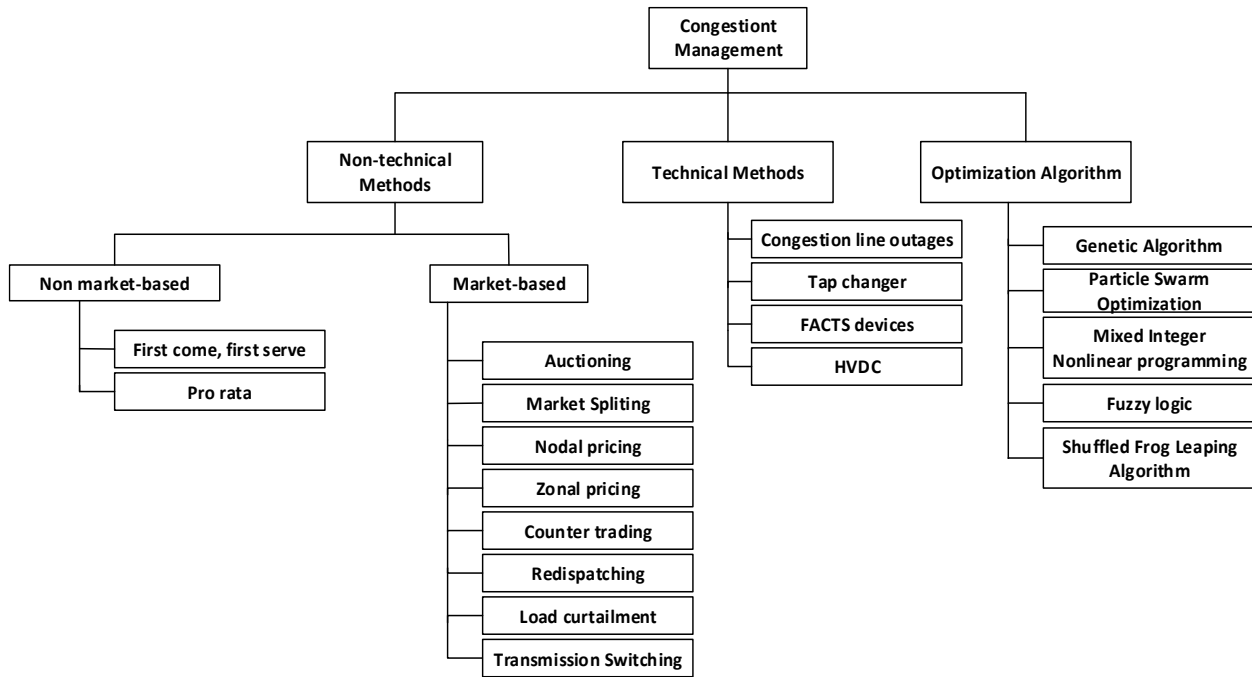 Congestiont
Management
Non-technical
Methods
Technical Methods
Optimization Algorithm
Non market-based
First come, first serve
Pro rata
Market-based
Auctioning
Market Spliting
Nodal pricing
Zonal pricing
Counter trading
Redispatching
Load curtailment
Transmission Switching
Congestion line outages
Tap changer
FACTS devices
HVDC
Genetic Algorithm
Particle Swarm
Optimization
Mixed Integer
Nonlinear programming
Fuzzy logic
Shuffled Frog Leaping
Algorithm